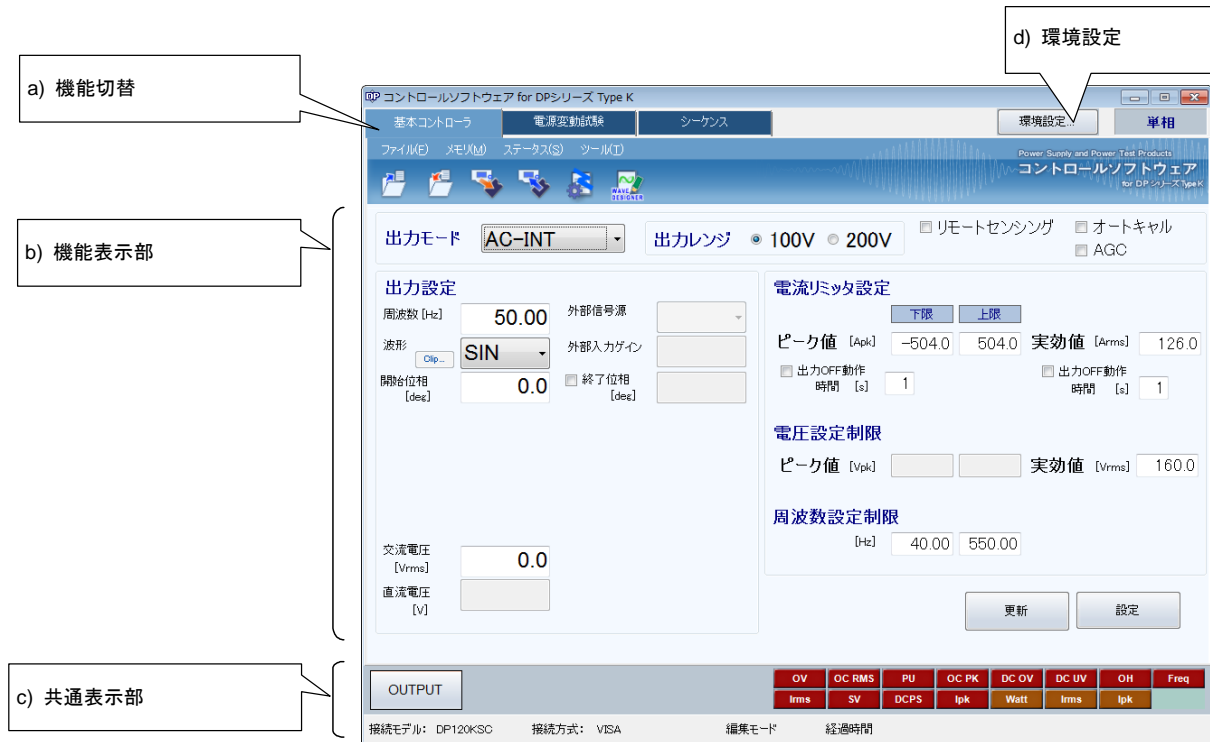 d) 環境設定
a) 機能切替
DP コントロールソフトウェア for DPシリーズ Type K
基本コントローラ 電源変動試験 シーケンス 環境設定... 単相
ファイル(F) メモリ(M) ステータス(S) ツール(T)
Power Supply and Power Test Products
コントロールソフトウェア
for DP シリーズ Type K
WAVE DESIGNER
b) 機能表示部
出力モード AC-INT 出力レンジ 100V 200V リモートセンシング オートキャル
AGC
出力設定
周波数 [Hz] 50.00 外部信号源
波形 Clip... SIN 外部入力ゲイン
開始位相 [deg] 0.0 終了位相 [deg]
交流電圧 [Vrms] 0.0
直流電圧 [V]
電流リミッタ設定
下限 上限
ピーク値 [Apk] -504.0 504.0 実効値 [Arms] 126.0
出力OFF動作 時間 [s] 1 出力OFF動作 時間 [s] 1
電圧設定制限
ピーク値 [Vpk] 実効値 [Vrms] 160.0
周波数設定制限
[Hz] 40.00 550.00
更新 設定
c) 共通表示部
OUTPUT
OV OC RMS PU OC PK DC OV DC UV OH Freq
Irms SV DCPS Ipk Watt Irms Ipk
接続モデル: DP120KSC 接続方式: VISA 編集モード 経過時間